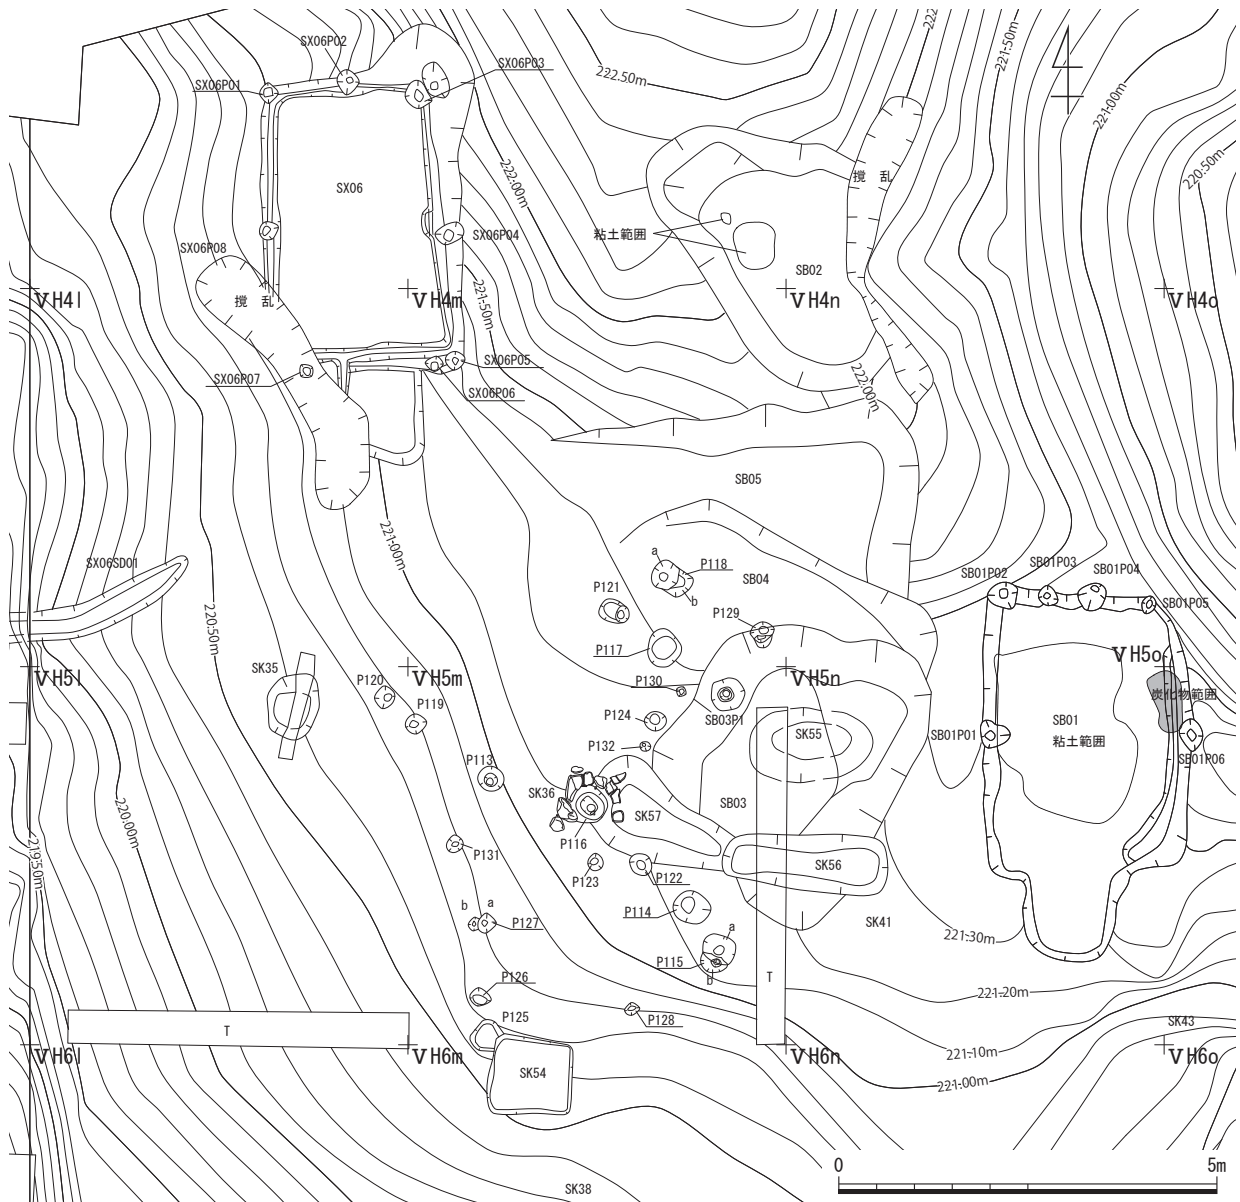 SX06P02
SX06P01
SX06P03
222.50m
222
221.50m
221.00m
220.50m
SX06
222.00m
撹 乱
SX06P08
SX06P04
粘土範囲
SB02
撹 乱
221.50m
ⅤH4l
ⅤH4m
ⅤH4n
ⅤH4o
SX06P05
SX06P07
SX06P06
222.00m
SB05
221.00m
SX06SD01
a
P118
SB04
b
P121
P129
SB01P02
SB01P03
SB01P04
SB01P05
220.50m
P117
SK35
ⅤH5l
ⅤH5m
ⅤH5n
ⅤH5o
P120
P119
P130
P124
SB03P1
炭化物範囲
SK55
SB01P01
SB01
粘土範囲
P132
SB01P06
P113
SK36
220.00m
219.50m
SB03
SK57
P116
P131
SK56
P123
P122
b
a
P127
P114
SK41
221.30m
a
P115
b
T
P126
221.20m
P125
P128
SK43
T
ⅤH6l
ⅤH6m
ⅤH6n
ⅤH6o
221.10m
SK54
221.00m
0
5m
SK38